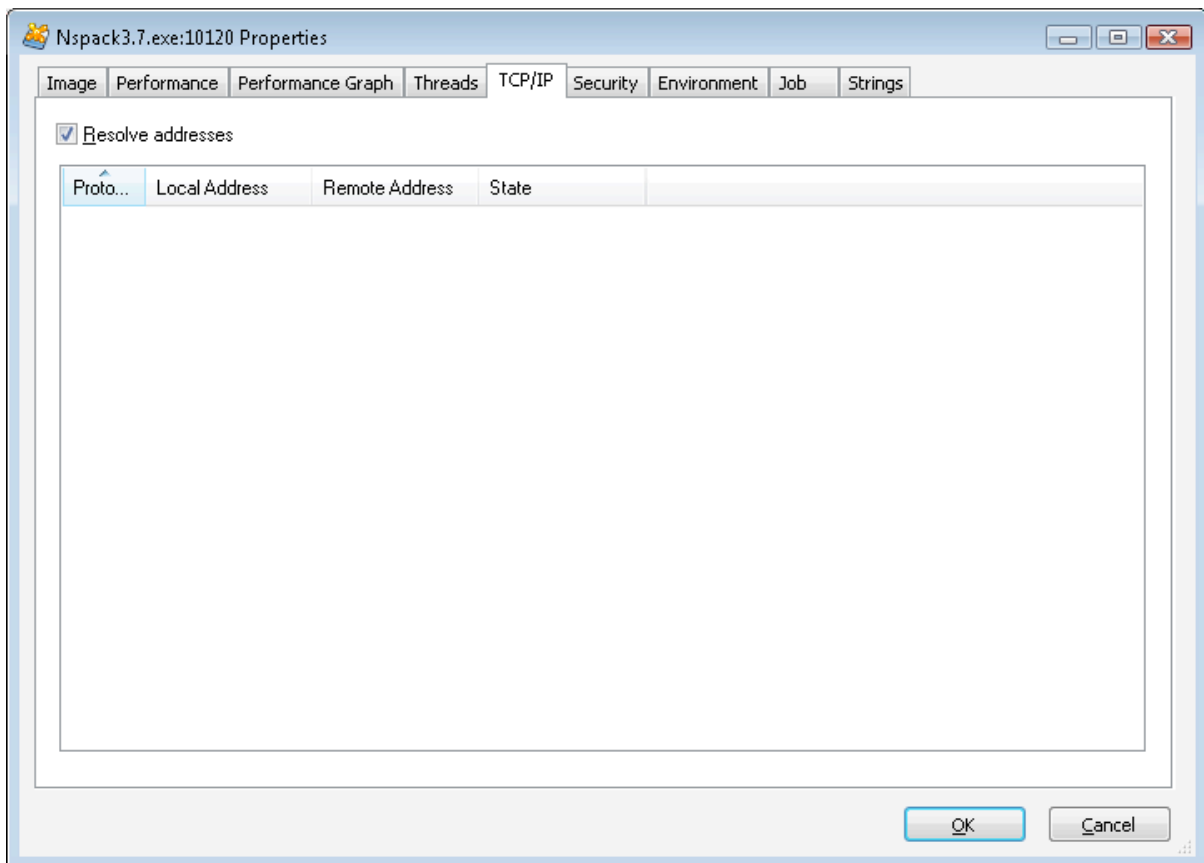 Nspack3.7.exe:10120 Properties
Image Performance Performance Graph Threads TCP/IP Security Environment Job Strings
Resolve addresses
Proto... Local Address Remote Address State
OK Cancel